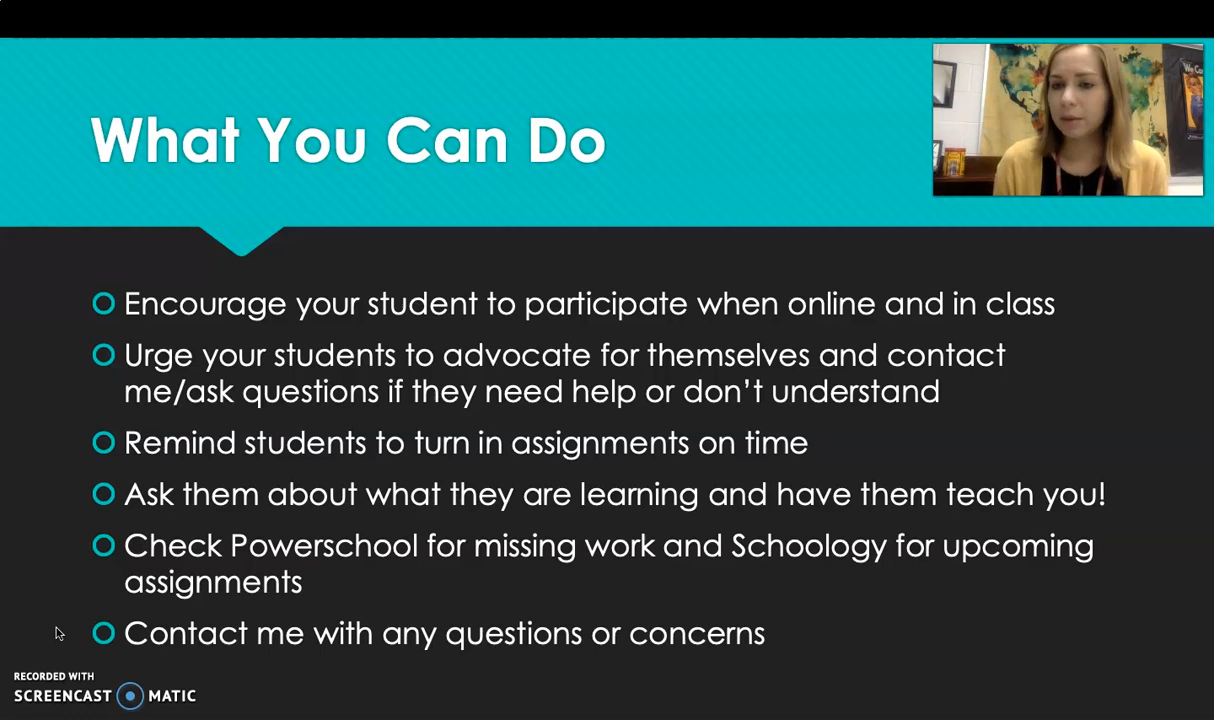 We Can
What You Can Do
Encourage your student to participate when online and in class
Urge your students to advocate for themselves and contact
me/ask questions if they need help or don’t understand
Remind students to turn in assignments on time
Ask them about what they are learning and have them teach you!
Check Powerschool for missing work and Schoology for upcoming
assignments
Contact me with any questions or concerns
RECORDED WITH
SCREENCAST MATIC